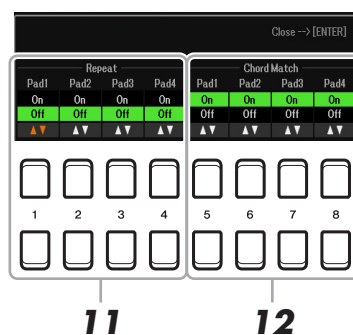 Close-->[ENTER]
Repeat Chord Match
Pad1 Pad2 Pad3 Pad4 Pad1 Pad2 Pad3 Pad4
On On On On On On On On
Off Off Off Off Off Off Off Off
1 2 3 4 5 6 7 8
11 12